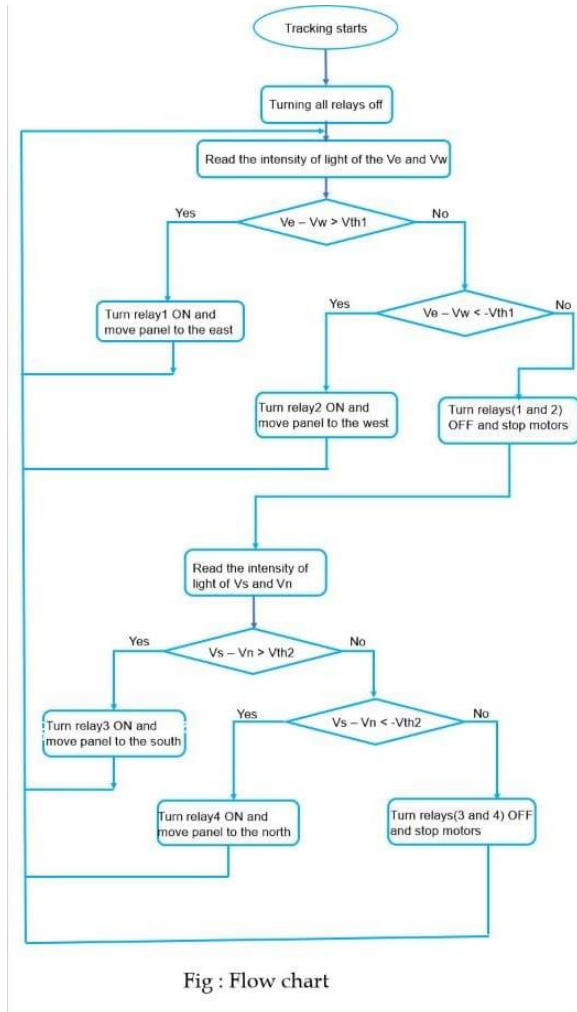 Tracking starts
Turning all relays off
Read the intensity of light of the Ve and Vw
Yes
Ve – Vw > Vth1
No
Turn relay1 ON and
move panel to the east
Yes
Ve – Vw < -Vth1
No
Turn relay2 ON and
move panel to the west
Turn relays(1 and 2)
OFF and stop motors
Read the intensity of
light of Vs and Vn
Yes
Vs – Vn > Vth2
No
Turn relay3 ON and
move panel to the south
Yes
Vs – Vn < -Vth2
No
Turn relay4 ON and
move panel to the north
Turn relays(3 and 4) OFF
and stop motors
Fig : Flow chart